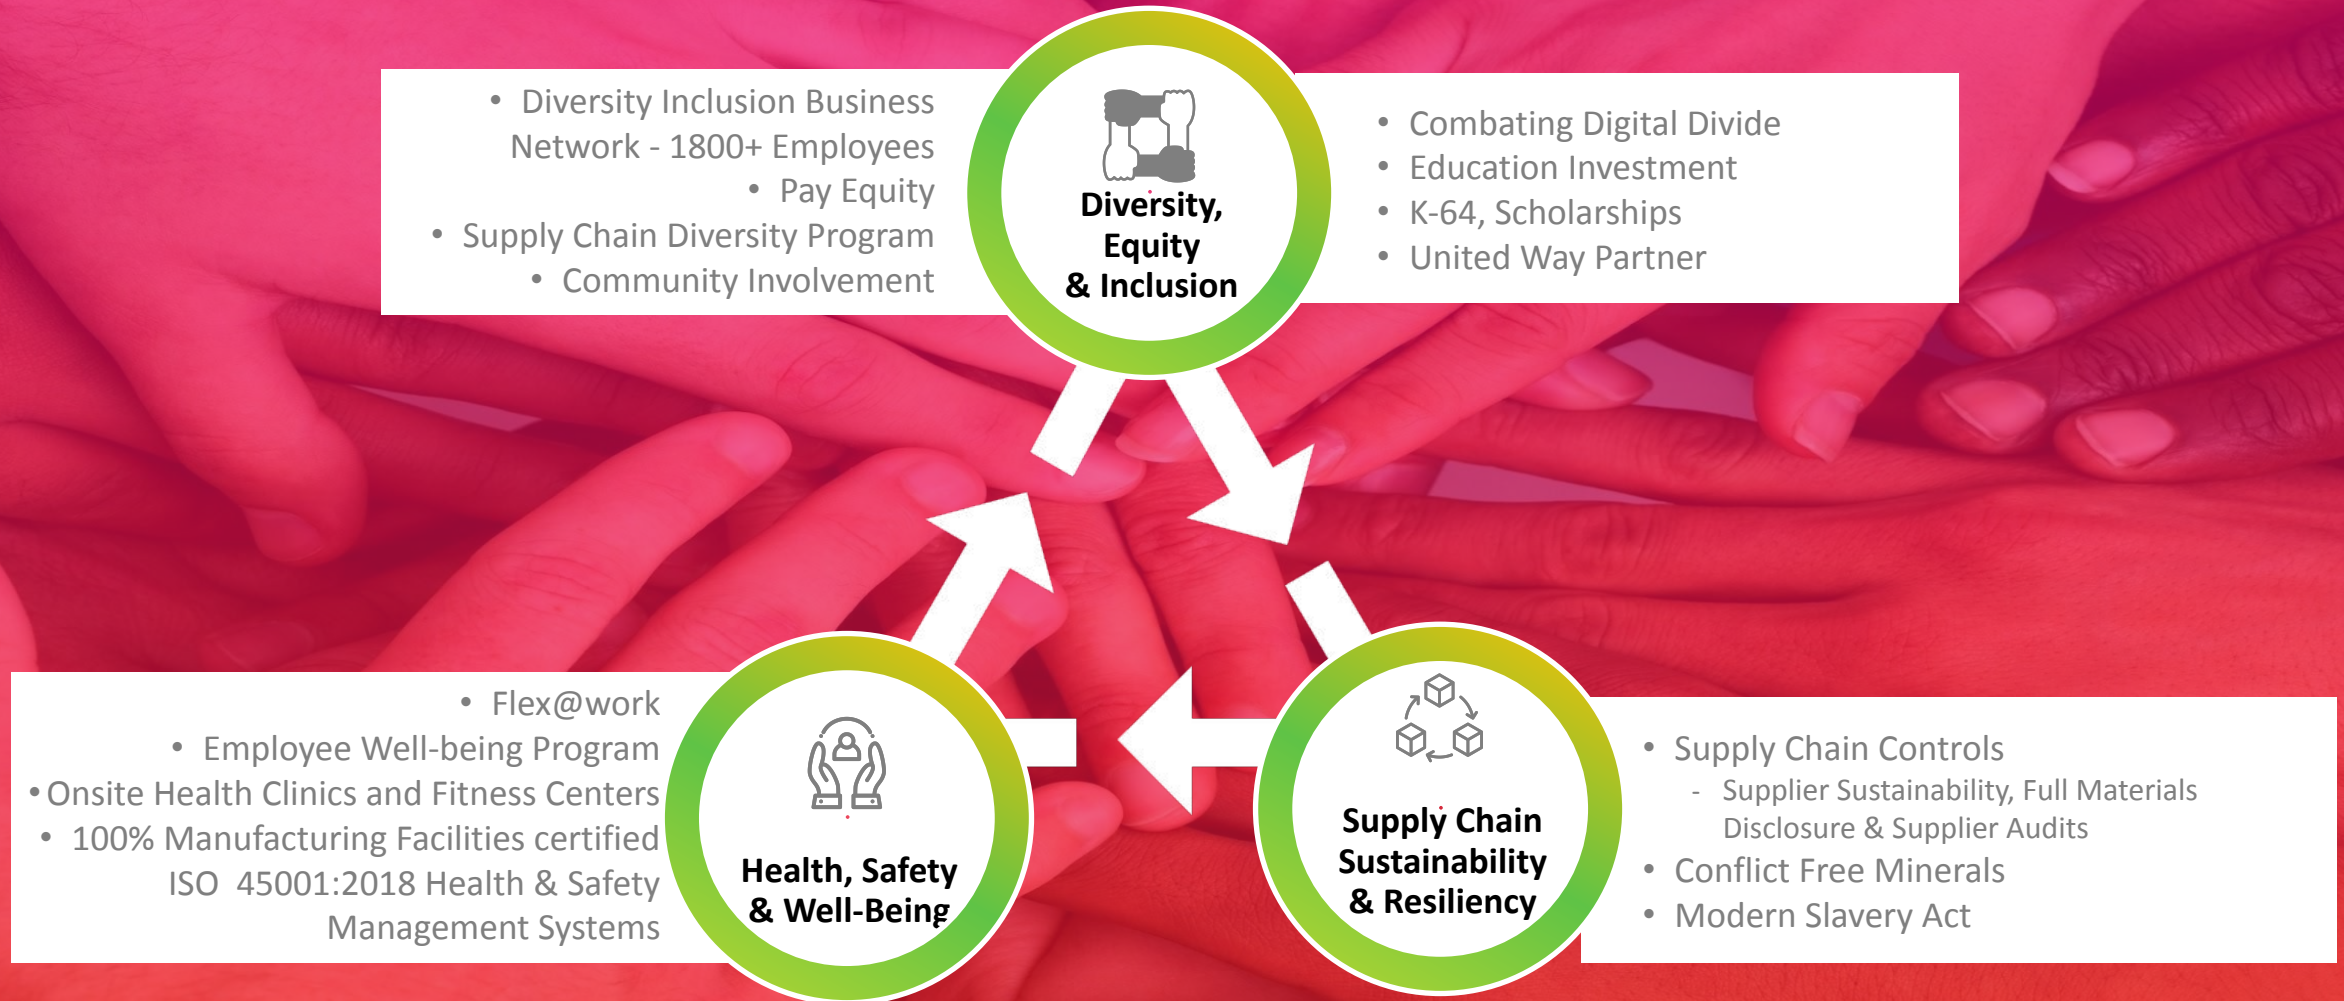 • Diversity Inclusion Business
Network - 1800+ Employees
• Pay Equity
• Supply Chain Diversity Program
• Community Involvement
Diversity,
Equity
& Inclusion
• Combating Digital Divide
• Education Investment
• K-64, Scholarships
• United Way Partner
• Flex@work
• Employee Well-being Program
• Onsite Health Clinics and Fitness Centers
• 100% Manufacturing Facilities certified
ISO 45001:2018 Health & Safety
Management Systems
Health, Safety
& Well-Being
Supply Chain
Sustainability
& Resiliency
• Supply Chain Controls
- Supplier Sustainability, Full Materials
Disclosure & Supplier Audits
• Conflict Free Minerals
• Modern Slavery Act